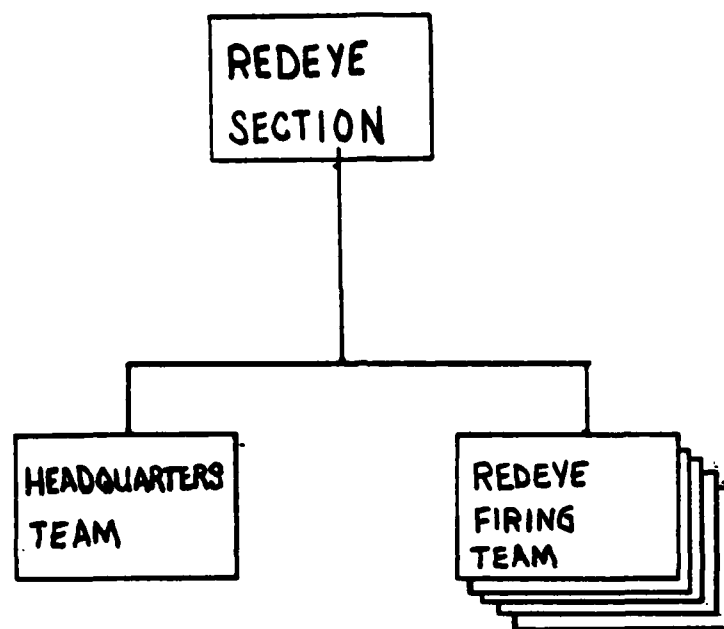 REDEYE
SECTION
HEADQUARTERS
TEAM
REDEYE
FIRING
TEAM